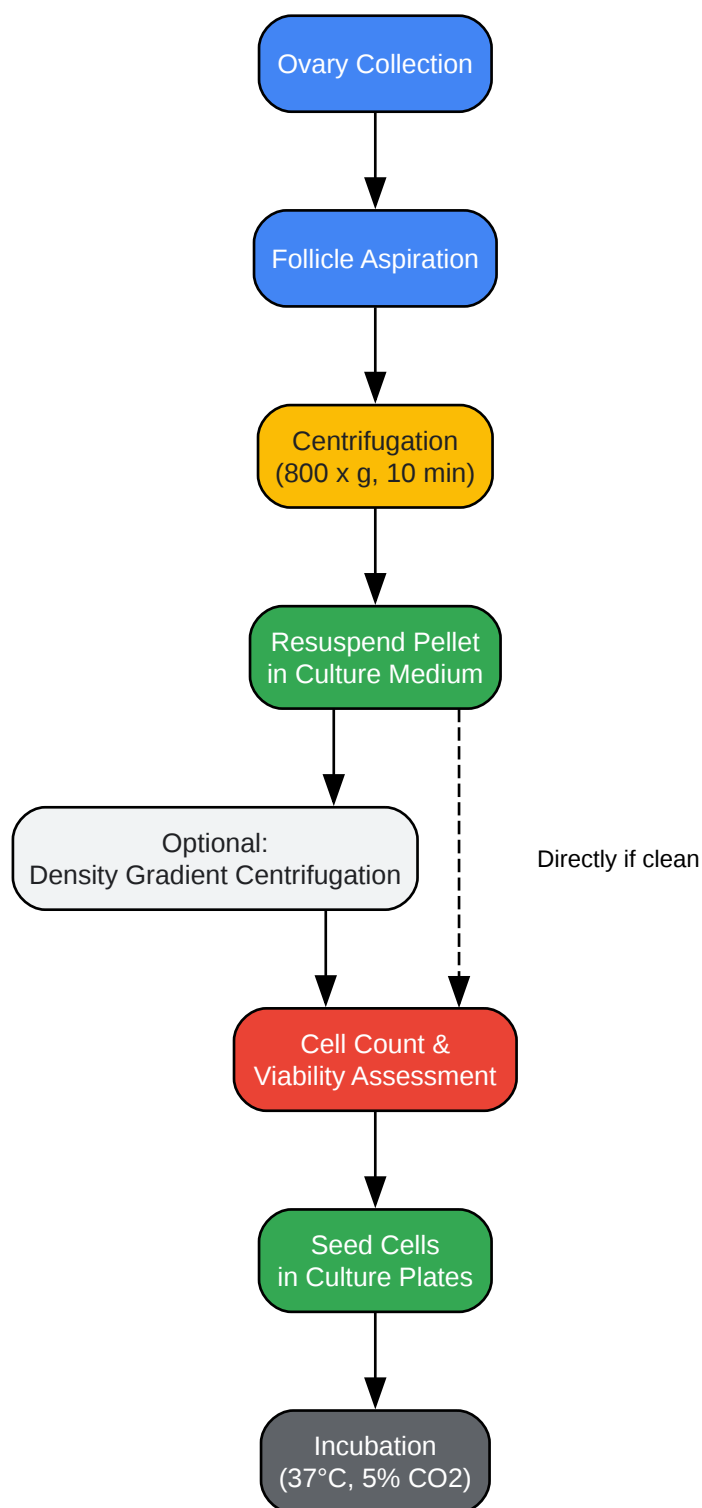 Ovary Collection
Follicle Aspiration
Centrifugation
(800 x g, 10 min)
Resuspend Pellet
in Culture Medium
Optional:
Density Gradient Centrifugation
Directly if clean
Cell Count &
Viability Assessment
Seed Cells
in Culture Plates
Incubation
(37°C, 5% CO2)